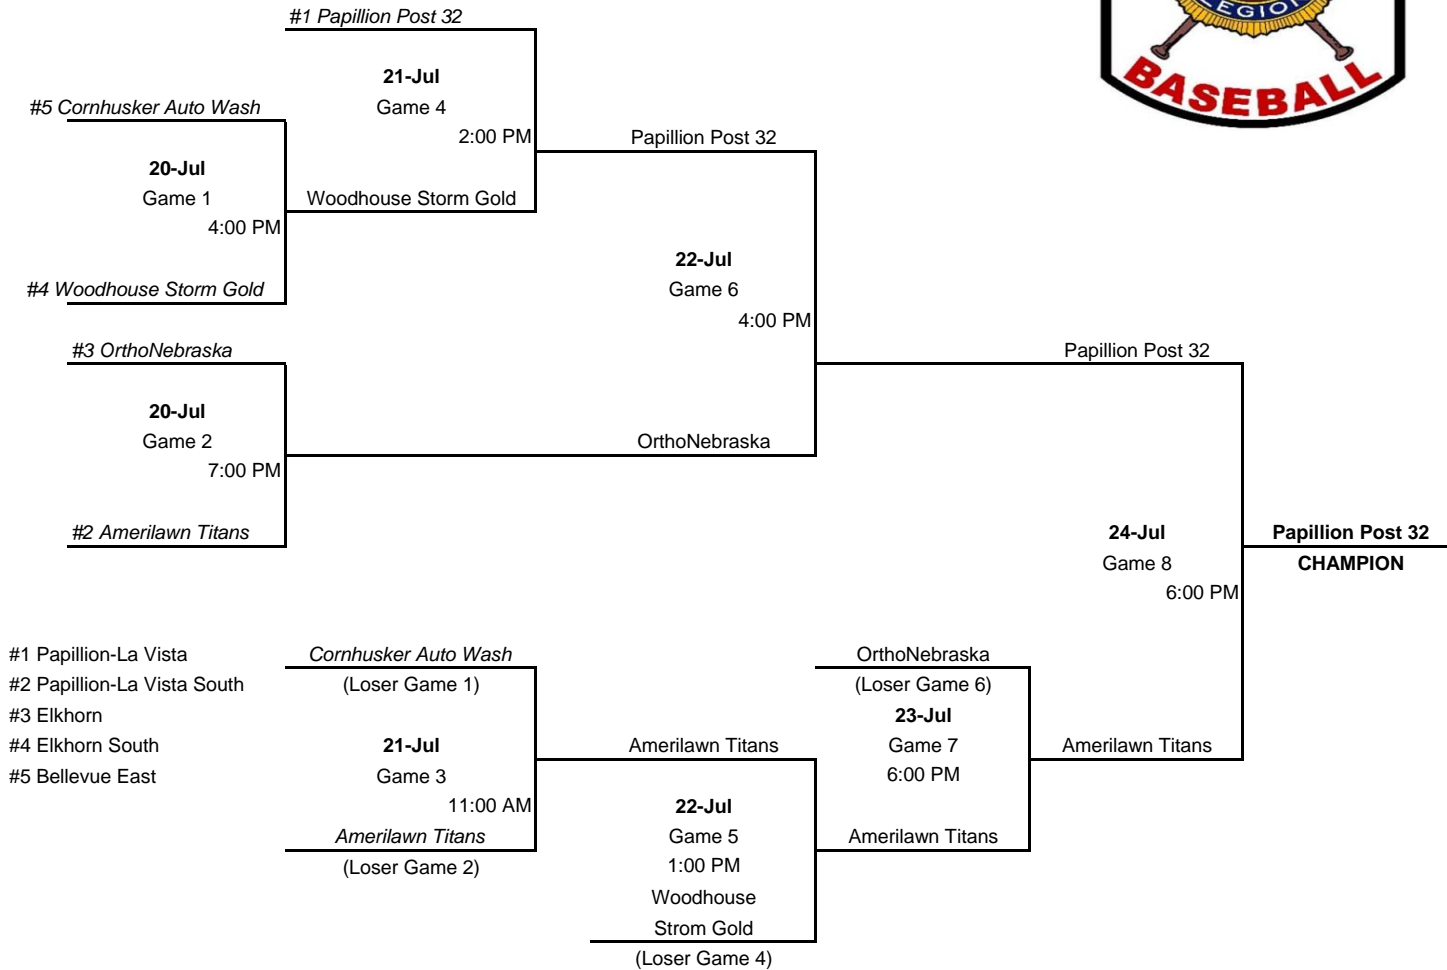 #1 Papillion Post 32
LEGION
BASEBALL
21-Jul
Game 4
2:00 PM
#5 Cornhusker Auto Wash
20-Jul
Game 1
4:00 PM
Woodhouse Storm Gold
Papillion Post 32
#4 Woodhouse Storm Gold
22-Jul
Game 6
4:00 PM
#3 OrthoNebraska
Papillion Post 32
20-Jul
Game 2
7:00 PM
OrthoNebraska
#2 Amerilawn Titans
24-Jul
Game 8
6:00 PM
Papillion Post 32
CHAMPION
#1 Papillion-La Vista
#2 Papillion-La Vista South
#3 Elkhorn
#4 Elkhorn South
#5 Bellevue East
Cornhusker Auto Wash
(Loser Game 1)
21-Jul
Game 3
11:00 AM
Amerilawn Titans
(Loser Game 2)
Amerilawn Titans
22-Jul
Game 5
1:00 PM
Woodhouse
Strom Gold
(Loser Game 4)
OrthoNebraska
(Loser Game 6)
23-Jul
Game 7
6:00 PM
Amerilawn Titans
Amerilawn Titans